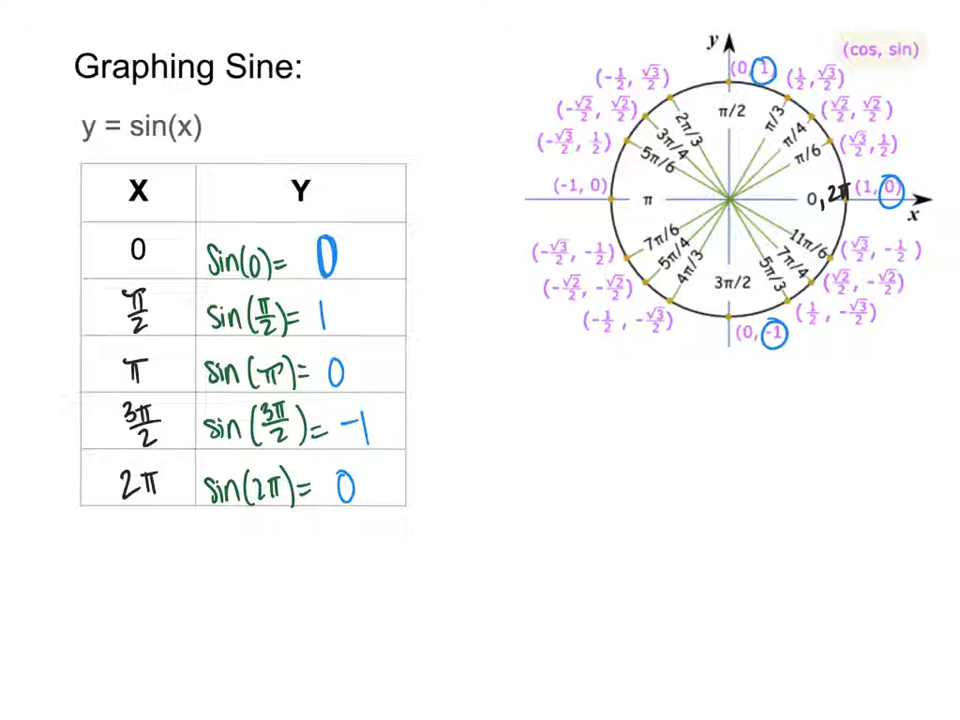 Graphing Sine:
y = sin(x)
X Y
0 sin(0)= 0
π/2 sin(π/2)= 1
π sin(π)= 0
3π/2 sin(3π/2)= -1
2π sin(2π)= 0
y
(cos, sin)
(0, 1)
(-1/2, √3/2) (1/2, √3/2)
(-√2/2, √2/2) (√2/2, √2/2)
(-√3/2, 1/2) (√3/2, 1/2)
2π/3 π/2 π/3
3π/4 π/4
5π/6 π/6
(-1, 0) π 0, 2π (1, 0)
x
7π/6 11π/6
5π/4 7π/4
4π/3 3π/2 5π/3
(-√3/2, -1/2) (√3/2, -1/2)
(-√2/2, -√2/2) (√2/2, -√2/2)
(-1/2, -√3/2) (1/2, -√3/2)
(0, -1)